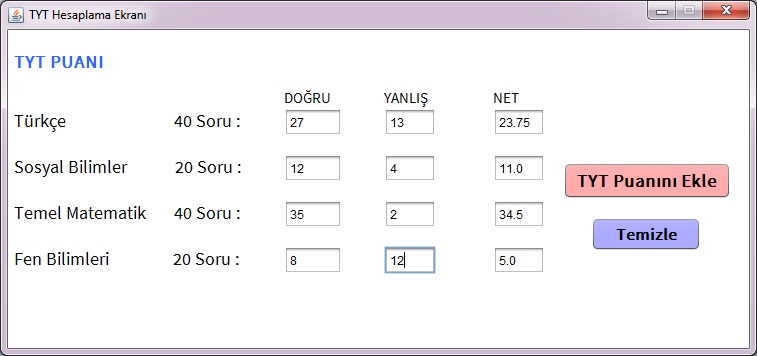 TYT Hesaplama Ekranı
TYT PUANI
DOĞRU YANLIŞ NET
Türkçe 40 Soru : 27 13 23.75
Sosyal Bilimler 20 Soru : 12 4 11.0
TYT Puanını Ekle
Temel Matematik 40 Soru : 35 2 34.5
Temizle
Fen Bilimleri 20 Soru : 8 12 5.0